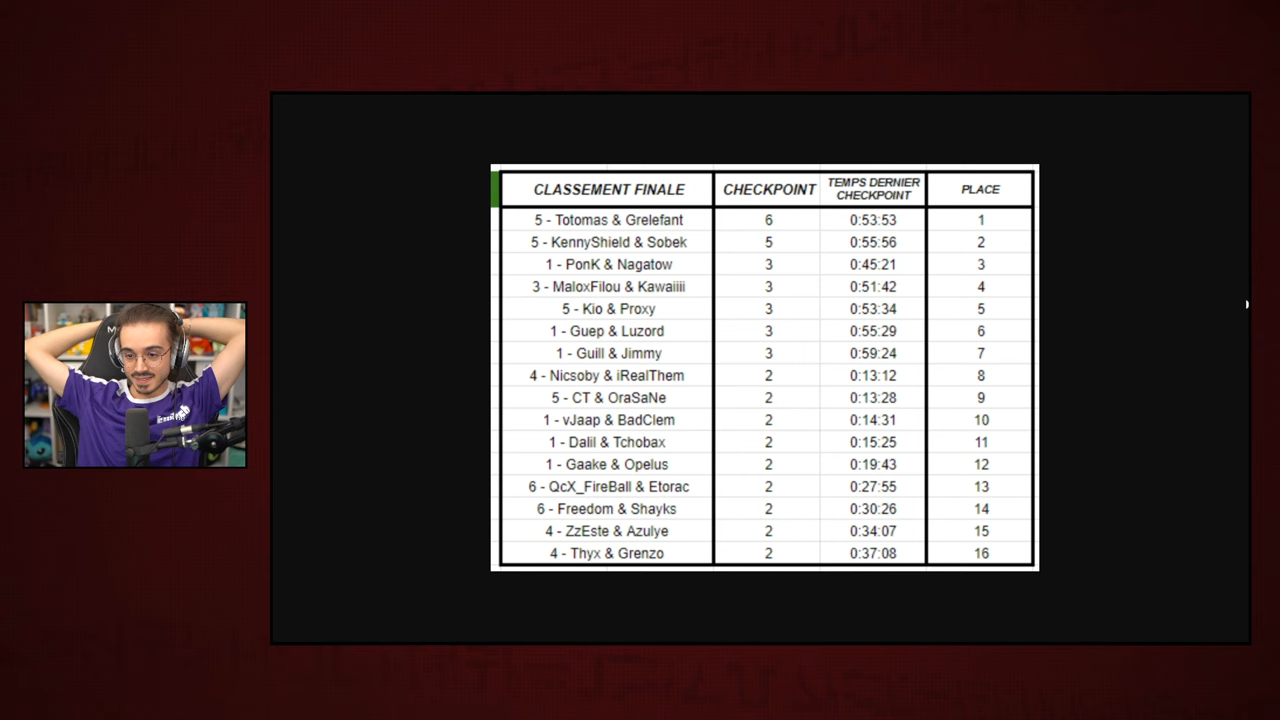 CLASSEMENT FINALE CHECKPOINT TEMPS DERNIER CHECKPOINT PLACE
5 - Totomas & Grelefant 6 0:53:53 1
5 - KennyShield & Sobek 5 0:55:56 2
1 - PonK & Nagatow 3 0:45:21 3
3 - MaloxFilou & Kawaiiii 3 0:51:42 4
5 - Kio & Proxy 3 0:53:34 5
1 - Guep & Luzord 3 0:55:29 6
1 - Guill & Jimmy 3 0:59:24 7
4 - Nicsoby & iRealThem 2 0:13:12 8
5 - CT & OraSaNe 2 0:13:28 9
1 - vJaap & BadClem 2 0:14:31 10
1 - Dalil & Tchobax 2 0:15:25 11
1 - Gaake & Opelus 2 0:19:43 12
6 - QcX_FireBall & Etorac 2 0:27:55 13
6 - Freedom & Shayks 2 0:30:26 14
4 - ZzEste & Azulye 2 0:34:07 15
4 - Thyx & Grenzo 2 0:37:08 16